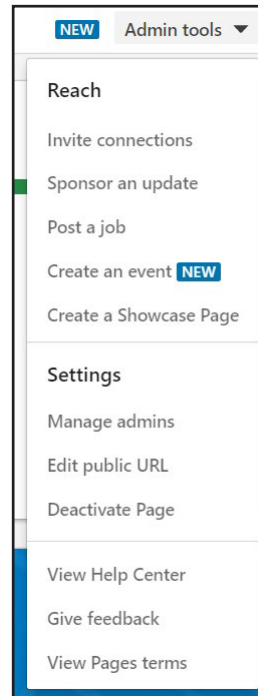 NEW Admin tools
Reach
Invite connections
Sponsor an update
Post a job
Create an event NEW
Create a Showcase Page
Settings
Manage admins
Edit public URL
Deactivate Page
View Help Center
Give feedback
View Pages terms